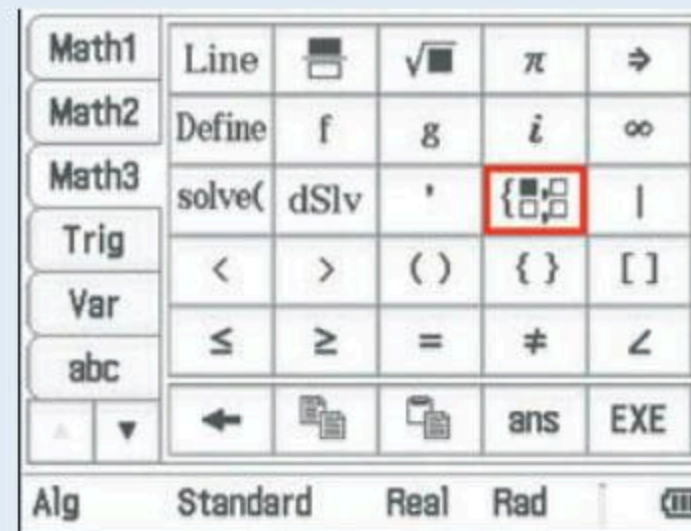 Math1
Math2
Math3
Trig
Var
abc
▲ ▼
Line √■ π ⇒
Define f g i ∞
solve( dSlv ' {■,□ □,□ |
< > ( ) { } [ ]
≤ ≥ = ≠ ∠
← ans EXE
Alg Standard Real Rad